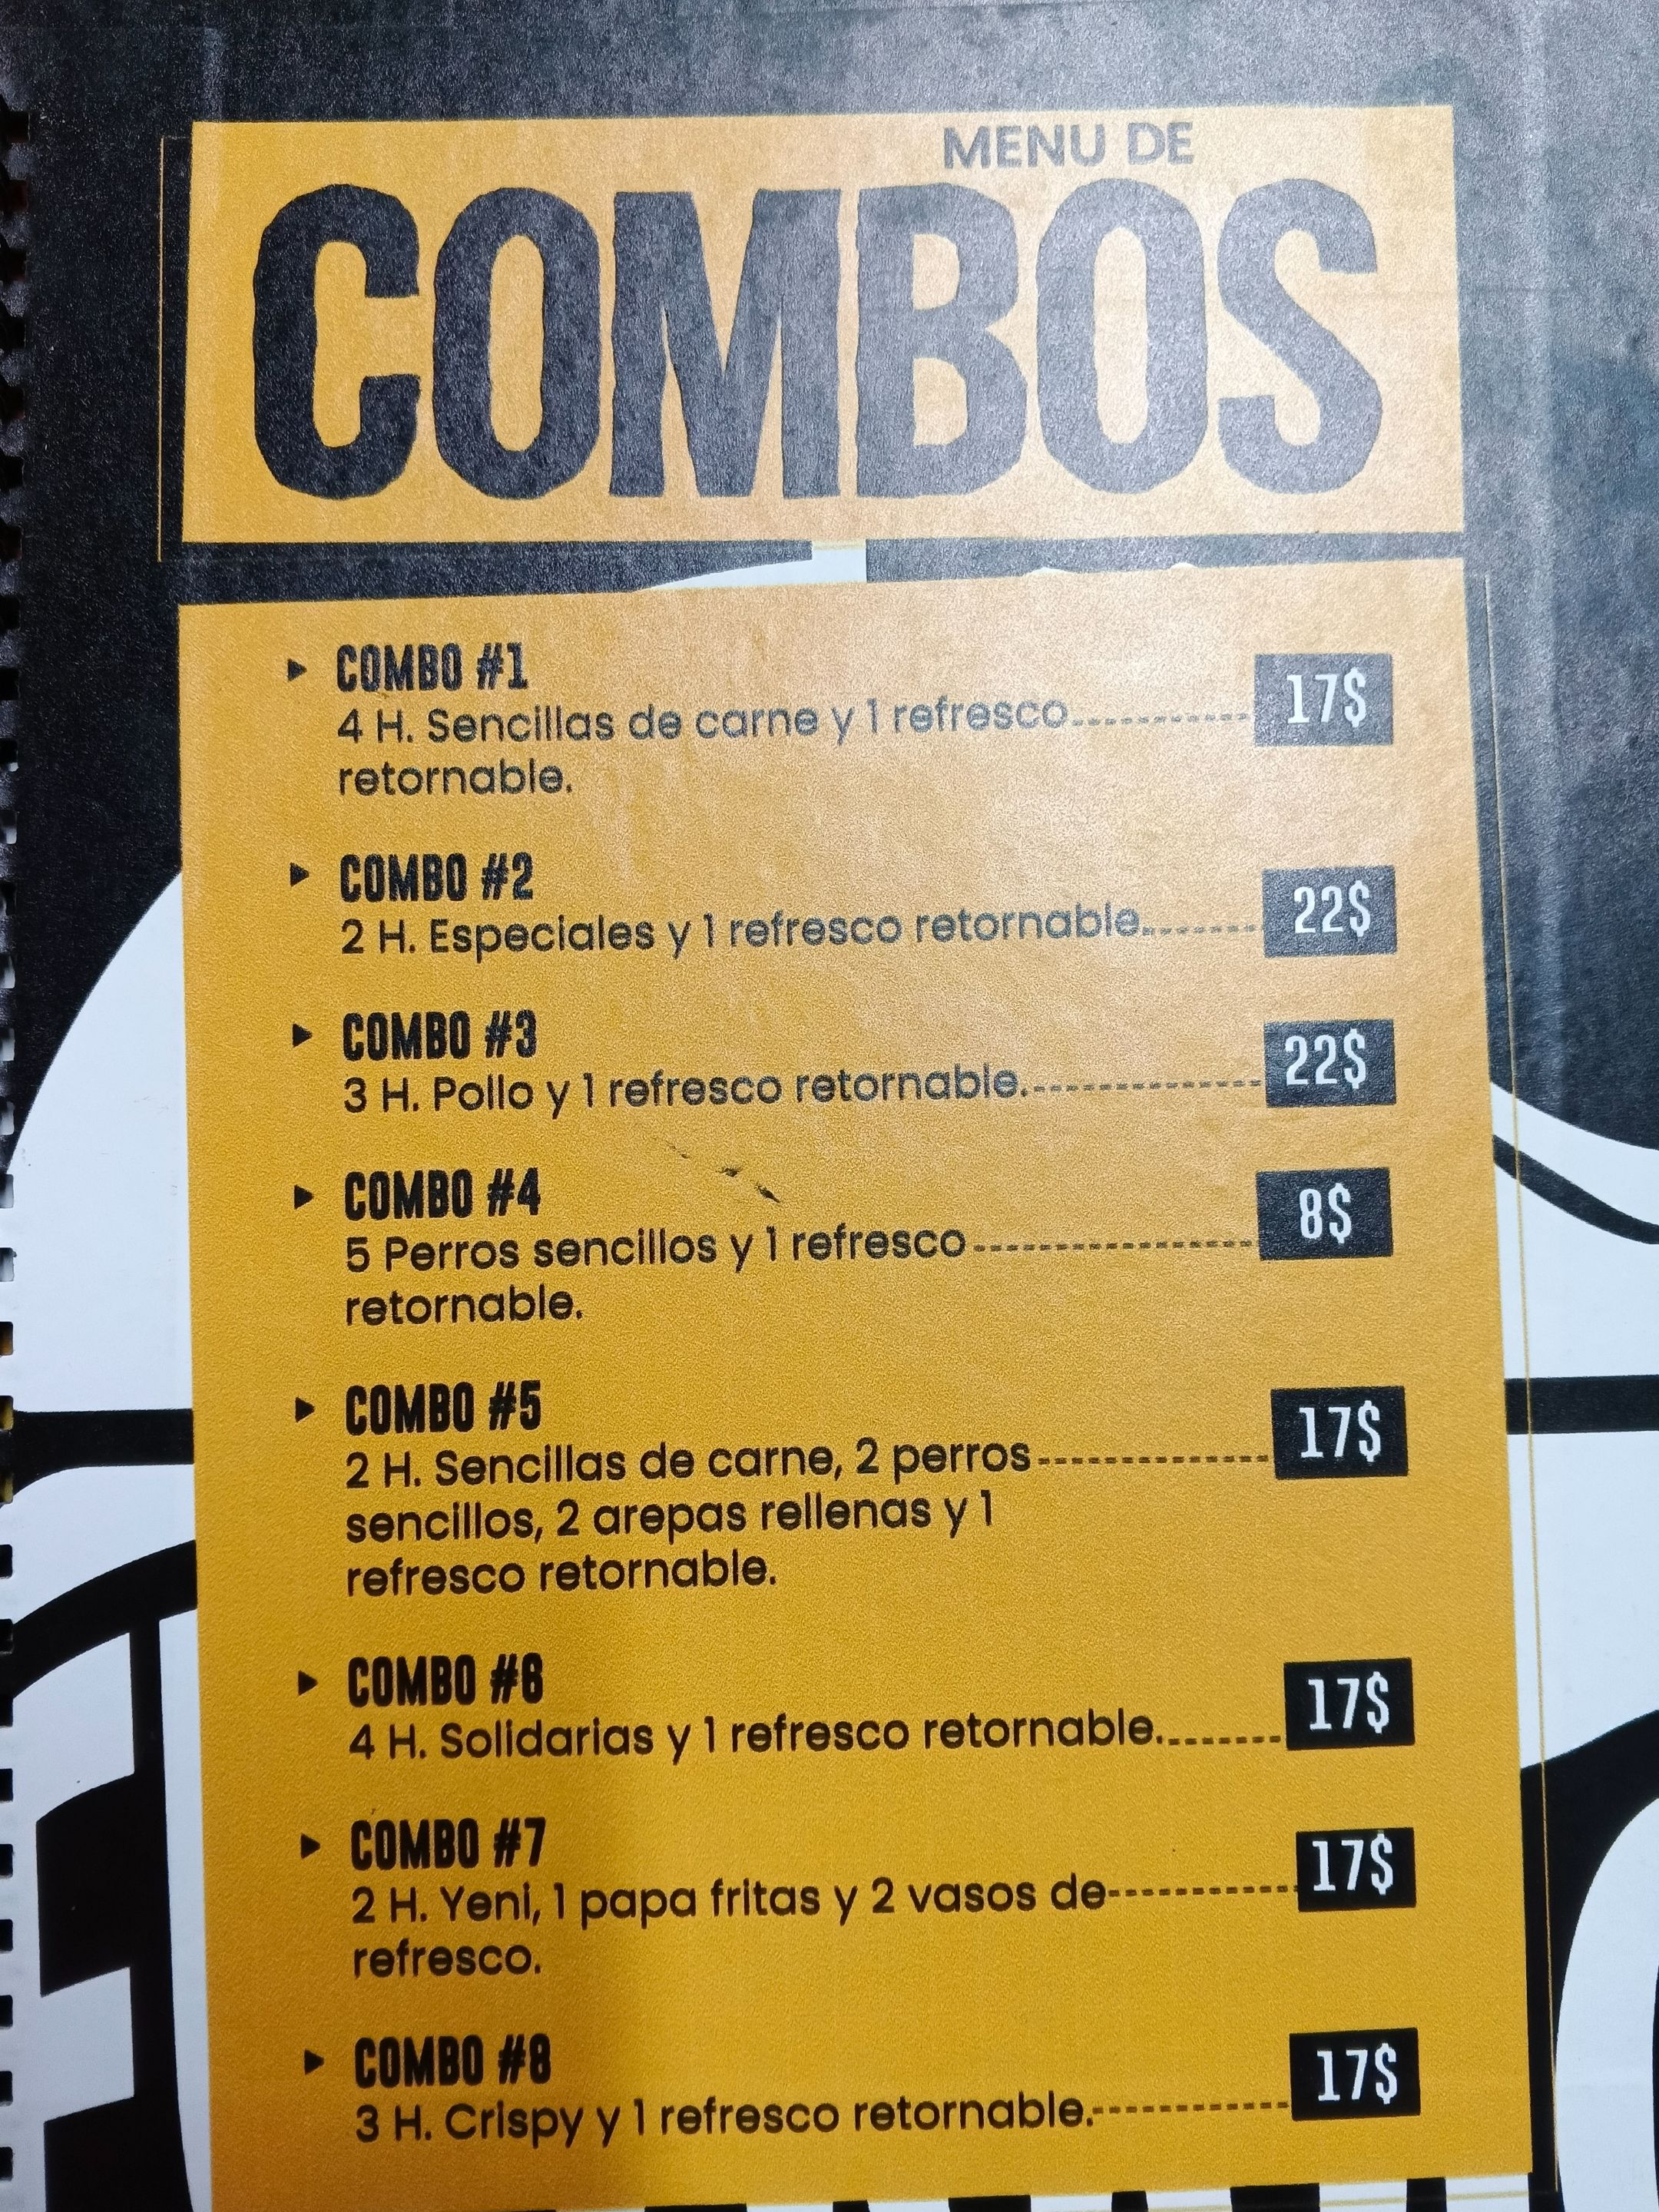 MENU DE
COMBOS
COMBO #1
4 H. Sencillas de carne y 1 refresco 17$
retornable.
COMBO #2
2 H. Especiales y 1 refresco retornable. 22$
COMBO #3
3 H. Pollo y 1 refresco retornable. 22$
COMBO #4
5 Perros sencillos y 1 refresco 8$
retornable.
COMBO #5
2 H. Sencillas de carne, 2 perros 17$
sencillos, 2 arepas rellenas y 1
refresco retornable.
COMBO #6
4 H. Solidarias y 1 refresco retornable. 17$
COMBO #7
2 H. Yeni, 1 papa fritas y 2 vasos de 17$
refresco.
COMBO #8
3 H. Crispy y 1 refresco retornable. 17$